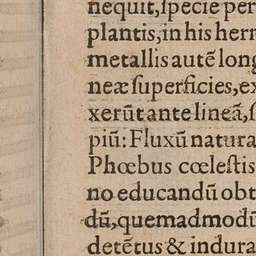 nequit,ſpecie per
plantis,in his herr
metallis autē long
neæ ſuperficies,ex
xerūt ante lineā,ſ
piū: Fluxū natura
Phœbus cœleſtis
no educandū obt
dū,quemadmodū
detētus & indura